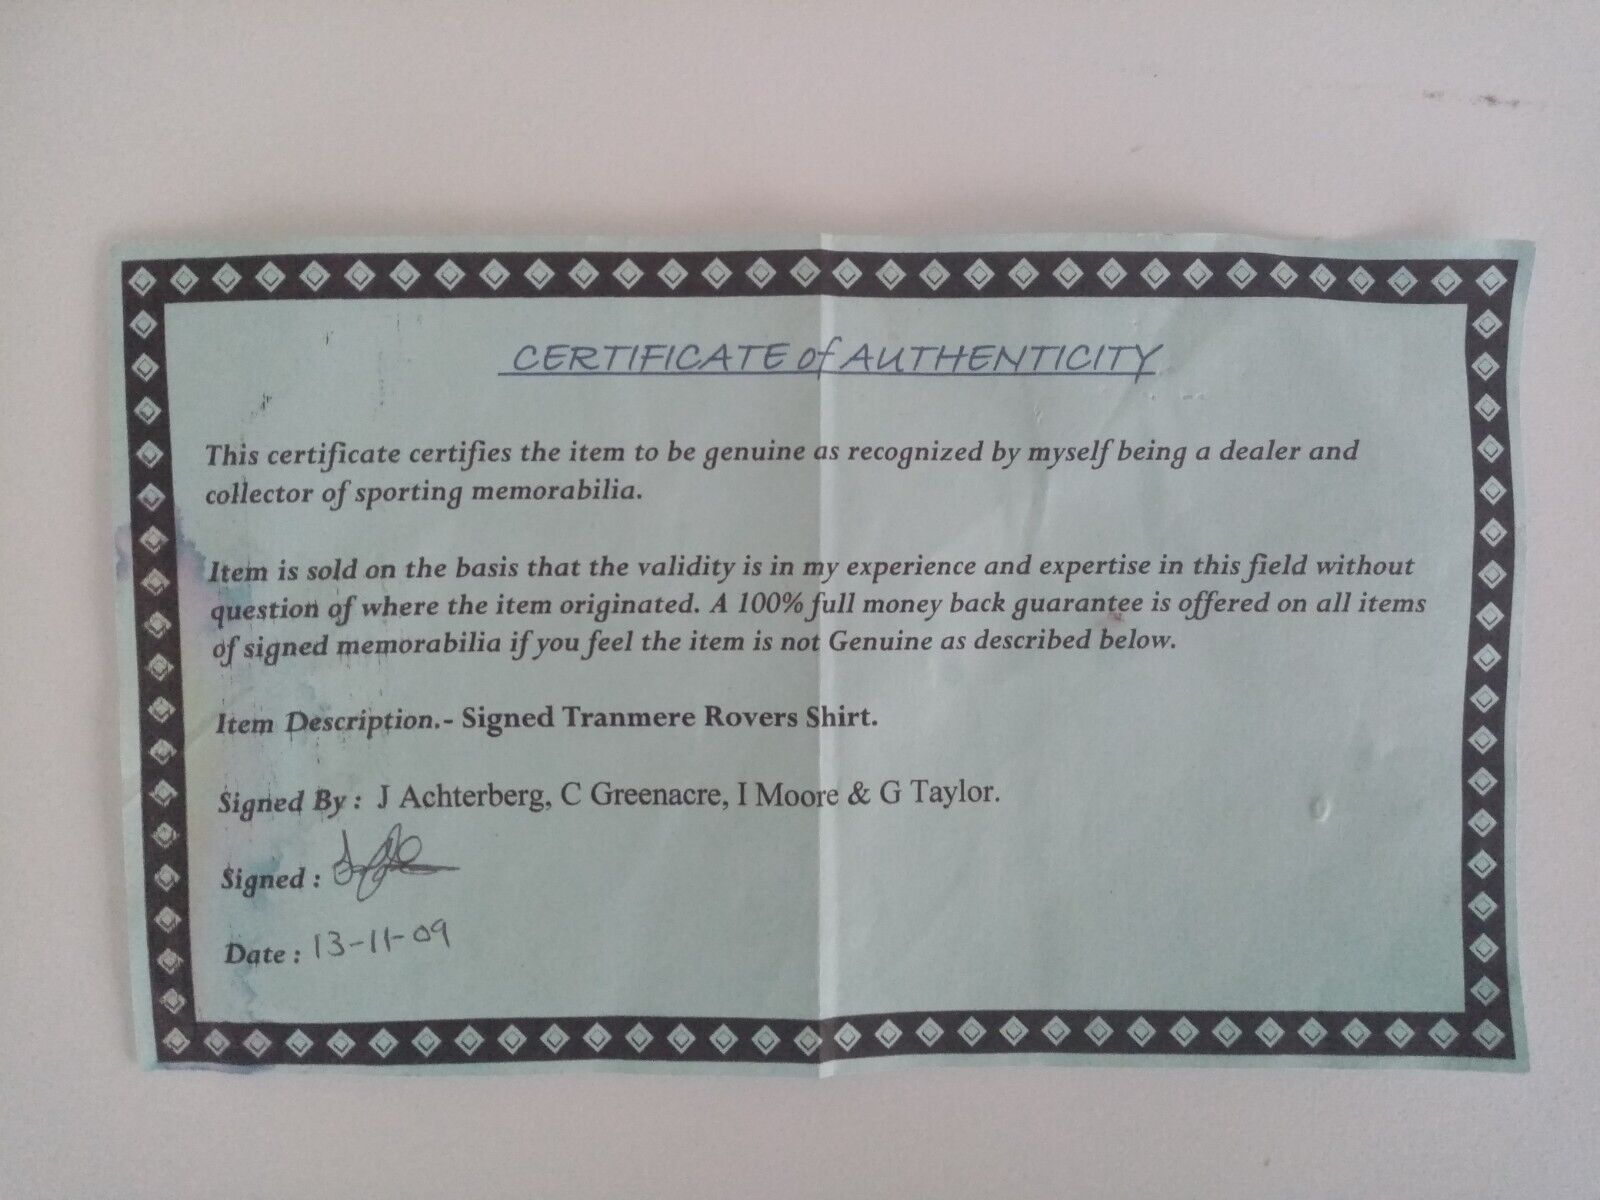 CERTIFICATE of AUTHENTICITY
This certificate certifies the item to be genuine as recognized by myself being a dealer and
collector of sporting memorabilia.
Item is sold on the basis that the validity is in my experience and expertise in this field without
question of where the item originated. A 100% full money back guarantee is offered on all items
of signed memorabilia if you feel the item is not Genuine as described below.
Item Description.- Signed Tranmere Rovers Shirt.
Signed By : J Achterberg, C Greenacre, I Moore & G Taylor.
Signed :
Date : 13-11-09